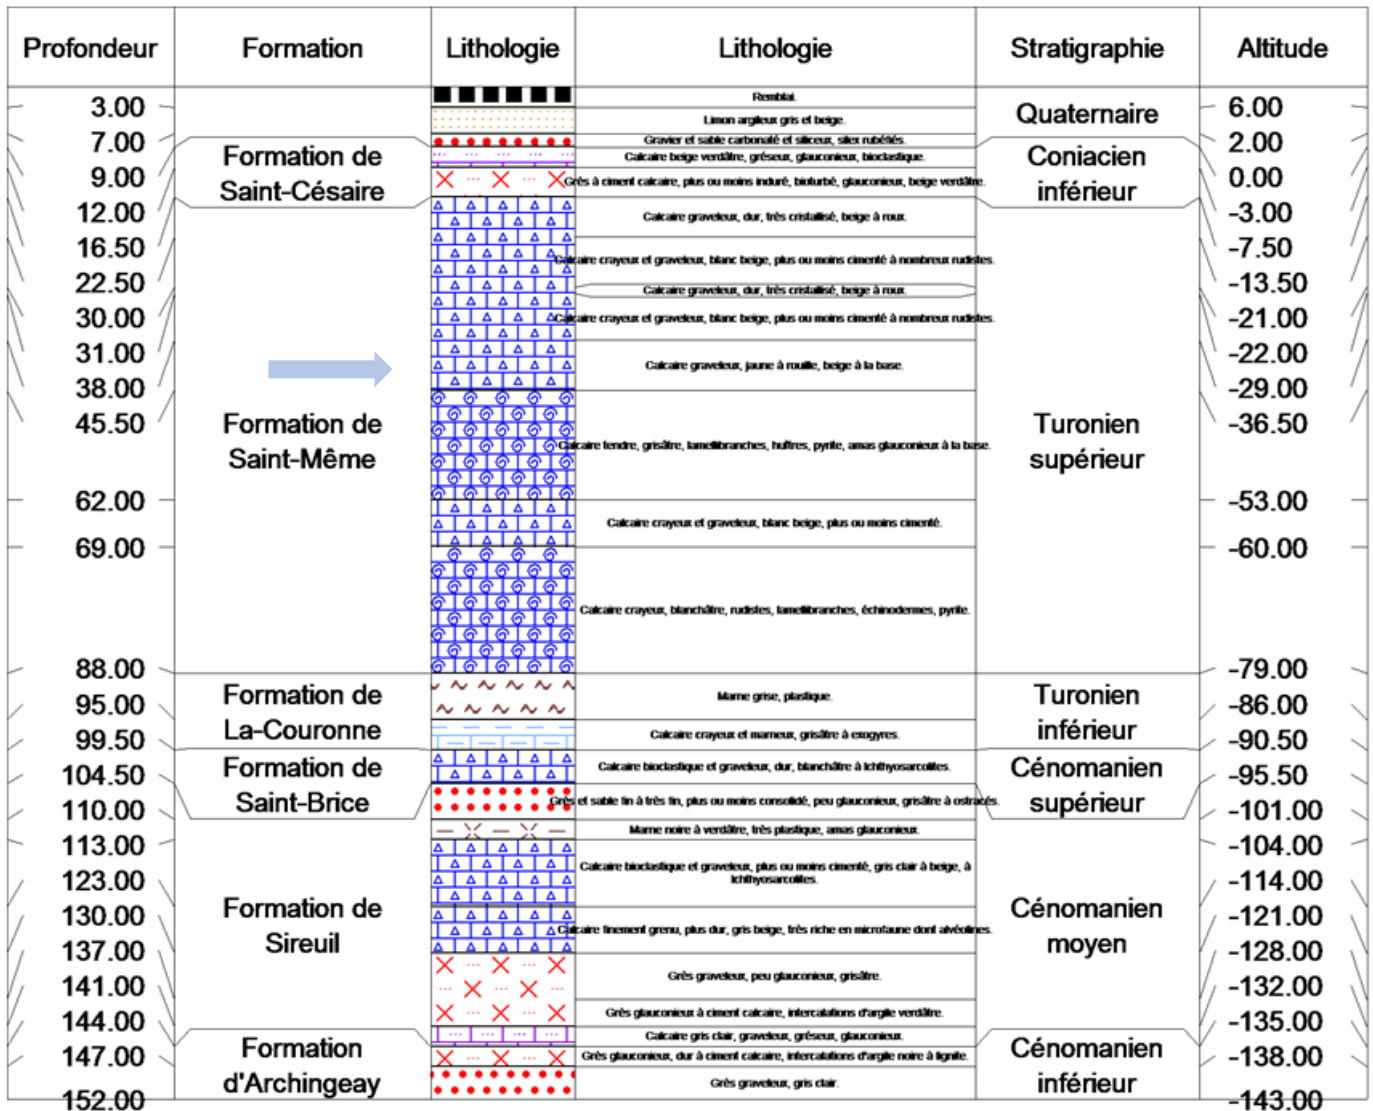 Profondeur Formation Lithologie Lithologie Stratigraphie Altitude
Remblai.
3.00 Quaternaire 6.00
Limon argileux gris et beige.
7.00 Gravier et sable carbonaté et siliceux, silex rubéfiés. 2.00
Formation de Calcaire beige verdâtre, gréseux, glauconieux, bioclastique. Coniacien
9.00 0.00
Saint-Césaire Grès à ciment calcaire, plus ou moins induré, bioturbé, glauconieux, beige verdâtre. inférieur
12.00 Calcaire graveleux, dur, très cristallisé, beige à roux. -3.00
16.50 -7.50
Calcaire crayeux et graveleux, blanc beige, plus ou moins cimenté à nombreux rudistes.
22.50 Calcaire graveleux, dur, très cristallisé, beige à roux. -13.50
30.00 Calcaire crayeux et graveleux, blanc beige, plus ou moins cimenté à nombreux rudistes. -21.00
31.00 -22.00
Calcaire graveleux, jaune à rouille, beige à la base.
38.00 -29.00
45.50 Formation de Turonien -36.50
Calcaire tendre, grisâtre, lamellibranches, huîtres, pyrite, amas glauconieux à la base.
Saint-Même supérieur
62.00 -53.00
Calcaire crayeux et graveleux, blanc beige, plus ou moins cimenté.
69.00 -60.00
Calcaire crayeux, blanchâtre, rudistes, lamellibranches, échinodermes, pyrite.
88.00 -79.00
Formation de Marne grise, plastique. Turonien
95.00 -86.00
La-Couronne Calcaire crayeux et marneux, grisâtre à exogyres. inférieur
99.50 -90.50
Formation de Calcaire bioclastique et graveleux, dur, blanchâtre à Ichthyosarcolites. Cénomanien
104.50 -95.50
Saint-Brice Grès et sable fin à très fin, plus ou moins consolidé, peu glauconieux, grisâtre à ostracés. supérieur
110.00 -101.00
Marne noire à verdâtre, très plastique, amas glauconieux.
113.00 -104.00
Calcaire bioclastique et graveleux, plus ou moins cimenté, gris clair à beige, à
Ichthyosarcolites.
123.00 -114.00
Formation de Cénomanien
130.00 -121.00
Calcaire finement grenu, plus dur, gris beige, très riche en microfaune dont alvéolines.
Sireuil moyen
137.00 -128.00
Grès graveleux, peu glauconieux, grisâtre.
141.00 -132.00
Grès glauconieux à ciment calcaire, intercalations d'argile verdâtre.
144.00 -135.00
Calcaire gris clair, graveleux, gréseux, glauconieux.
Formation Cénomanien
147.00 Grès glauconieux, dur à ciment calcaire, intercalations d'argile noire à lignite. -138.00
d'Archingeay Grès graveleux, gris clair. inférieur
152.00 -143.00